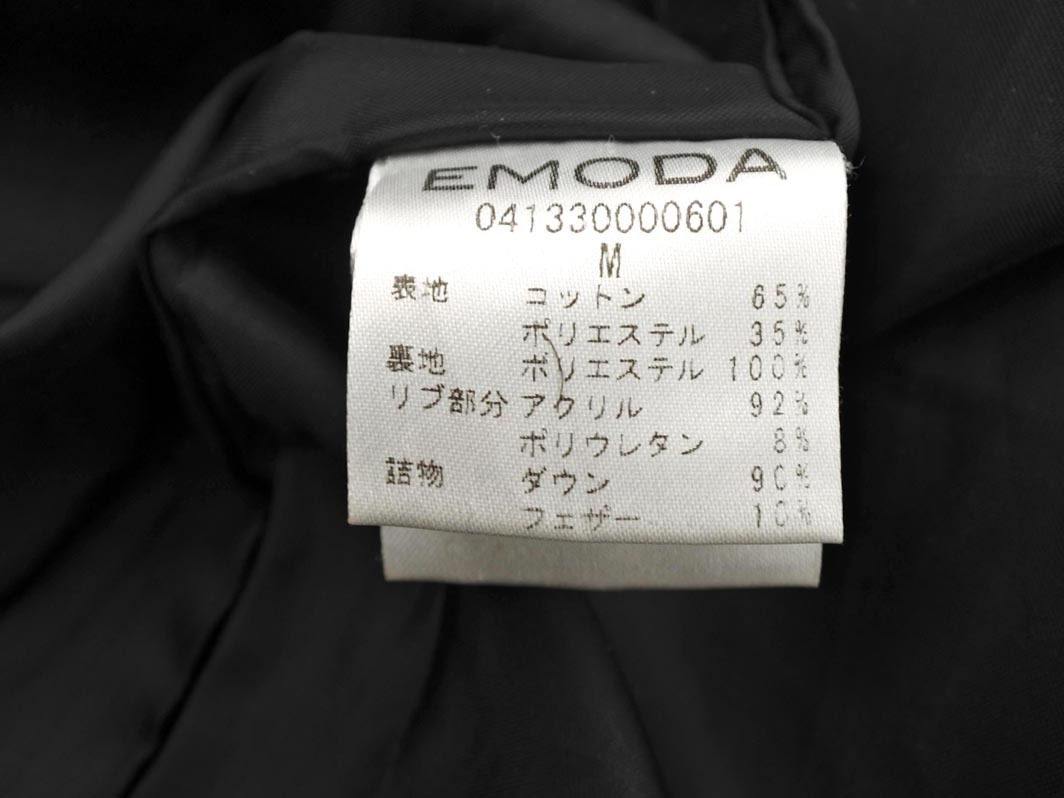 EMODA
041330000601
M
表地 コットン 65%
ポリエステル 35%
裏地 ポリエステル 100%
リブ部分 アクリル 92%
ポリウレタン 8%
詰物 ダウン 90%
フェザー 10%